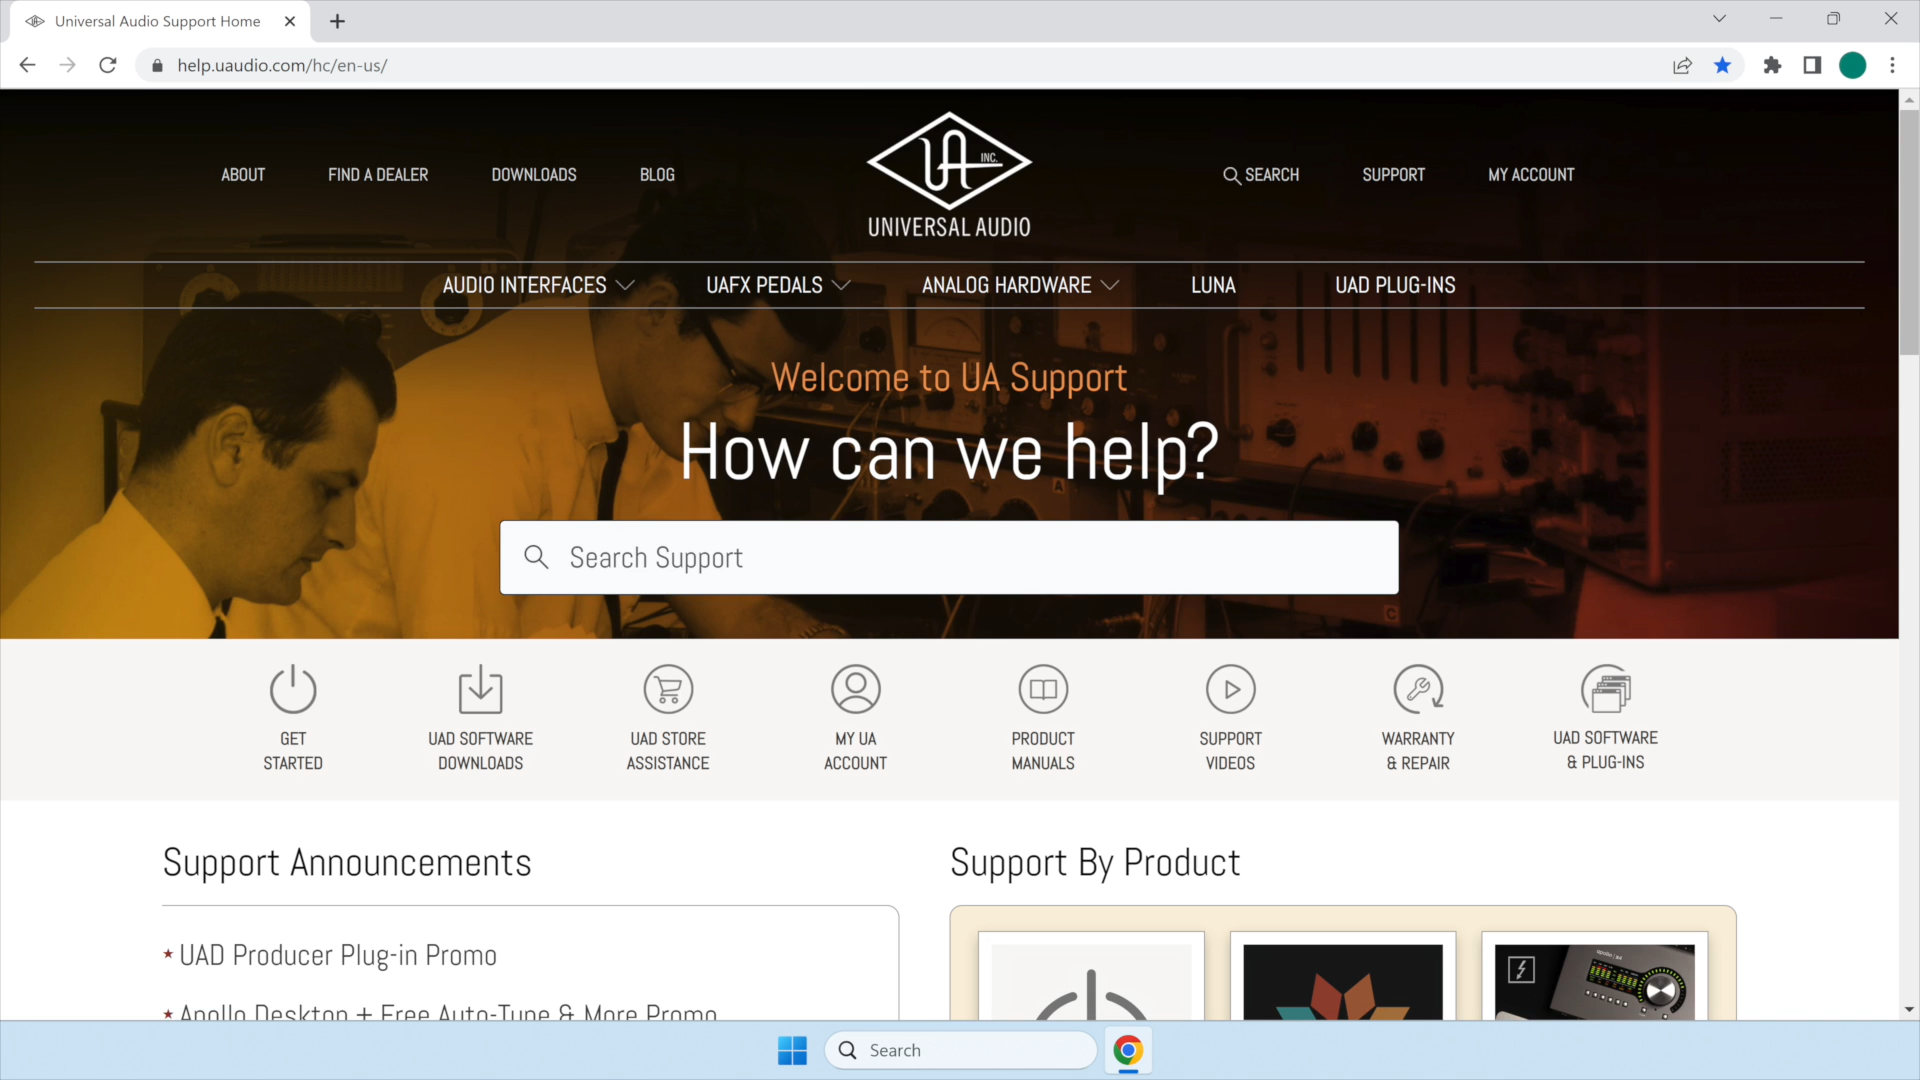 Universal Audio Support Home
help.uaudio.com/hc/en-us/
ABOUT FIND A DEALER DOWNLOADS BLOG
UA INC.
UNIVERSAL AUDIO
SEARCH SUPPORT MY ACCOUNT
AUDIO INTERFACES UAFX PEDALS ANALOG HARDWARE LUNA UAD PLUG-INS
Welcome to UA Support
How can we help?
Search Support
GET STARTED
UAD SOFTWARE DOWNLOADS
UAD STORE ASSISTANCE
MY UA ACCOUNT
PRODUCT MANUALS
SUPPORT VIDEOS
WARRANTY & REPAIR
UAD SOFTWARE & PLUG-INS
Support Announcements
★ UAD Producer Plug-in Promo
★ Apollo Desktop + Free Auto-Tune & More Promo
Support By Product
apollo | x4
Search